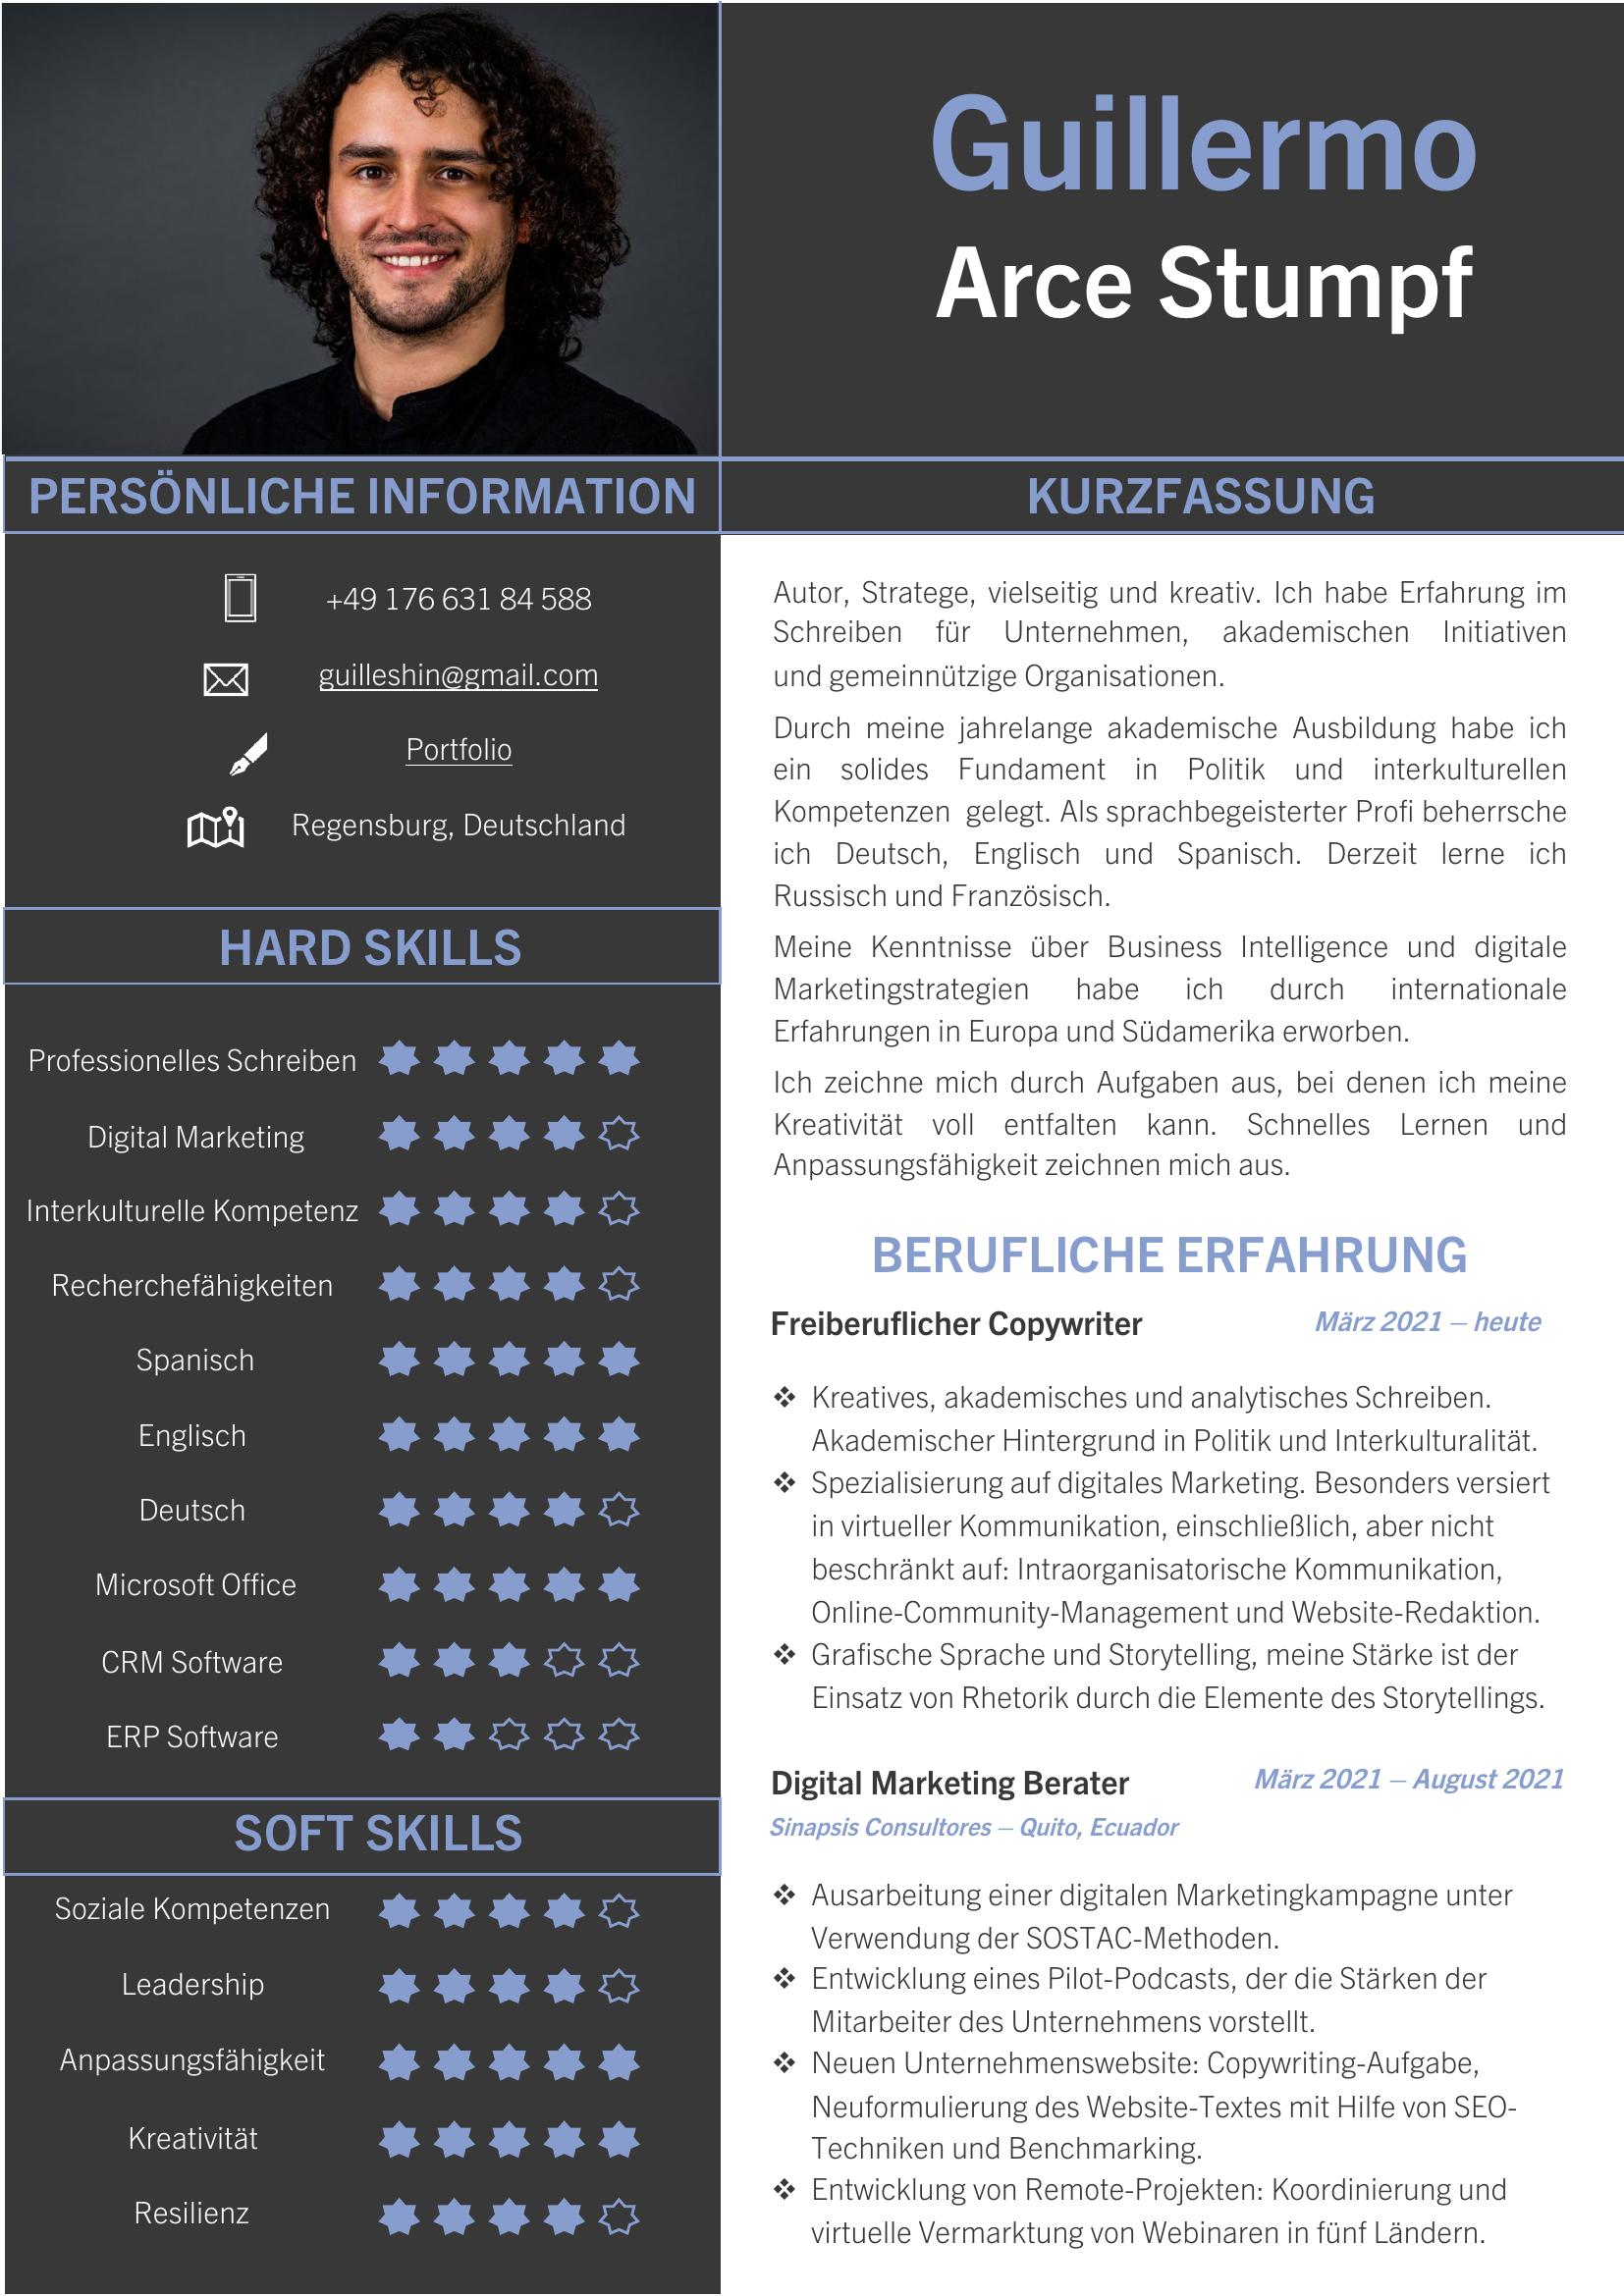 Guillermo
Arce Stumpf
PERSÖNLICHE INFORMATION
+49 176 631 84 588
guilleshin@gmail.com
Portfolio
Regensburg, Deutschland
HARD SKILLS
Professionelles Schreiben
Digital Marketing
Interkulturelle Kompetenz
Recherchefähigkeiten
Spanisch
Englisch
Deutsch
Microsoft Office
CRM Software
ERP Software
SOFT SKILLS
Soziale Kompetenzen
Leadership
Anpassungsfähigkeit
Kreativität
Resilienz
KURZFASSUNG
Autor, Stratege, vielseitig und kreativ. Ich habe Erfahrung im
Schreiben für Unternehmen, akademischen Initiativen
und gemeinnützige Organisationen.
Durch meine jahrelange akademische Ausbildung habe ich
ein solides Fundament in Politik und interkulturellen
Kompetenzen gelegt. Als sprachbegeisterter Profi beherrsche
ich Deutsch, Englisch und Spanisch. Derzeit lerne ich
Russisch und Französisch.
Meine Kenntnisse über Business Intelligence und digitale
Marketingstrategien habe ich durch internationale
Erfahrungen in Europa und Südamerika erworben.
Ich zeichne mich durch Aufgaben aus, bei denen ich meine
Kreativität voll entfalten kann. Schnelles Lernen und
Anpassungsfähigkeit zeichnen mich aus.
BERUFLICHE ERFAHRUNG
Freiberuflicher Copywriter März 2021 – heute
❖ Kreatives, akademisches und analytisches Schreiben.
Akademischer Hintergrund in Politik und Interkulturalität.
❖ Spezialisierung auf digitales Marketing. Besonders versiert
in virtueller Kommunikation, einschließlich, aber nicht
beschränkt auf: Intraorganisatorische Kommunikation,
Online-Community-Management und Website-Redaktion.
❖ Grafische Sprache und Storytelling, meine Stärke ist der
Einsatz von Rhetorik durch die Elemente des Storytellings.
Digital Marketing Berater März 2021 – August 2021
Sinapsis Consultores – Quito, Ecuador
❖ Ausarbeitung einer digitalen Marketingkampagne unter
Verwendung der SOSTAC-Methoden.
❖ Entwicklung eines Pilot-Podcasts, der die Stärken der
Mitarbeiter des Unternehmens vorstellt.
❖ Neuen Unternehmenswebsite: Copywriting-Aufgabe,
Neuformulierung des Website-Textes mit Hilfe von SEO-
Techniken und Benchmarking.
❖ Entwicklung von Remote-Projekten: Koordinierung und
virtuelle Vermarktung von Webinaren in fünf Ländern.